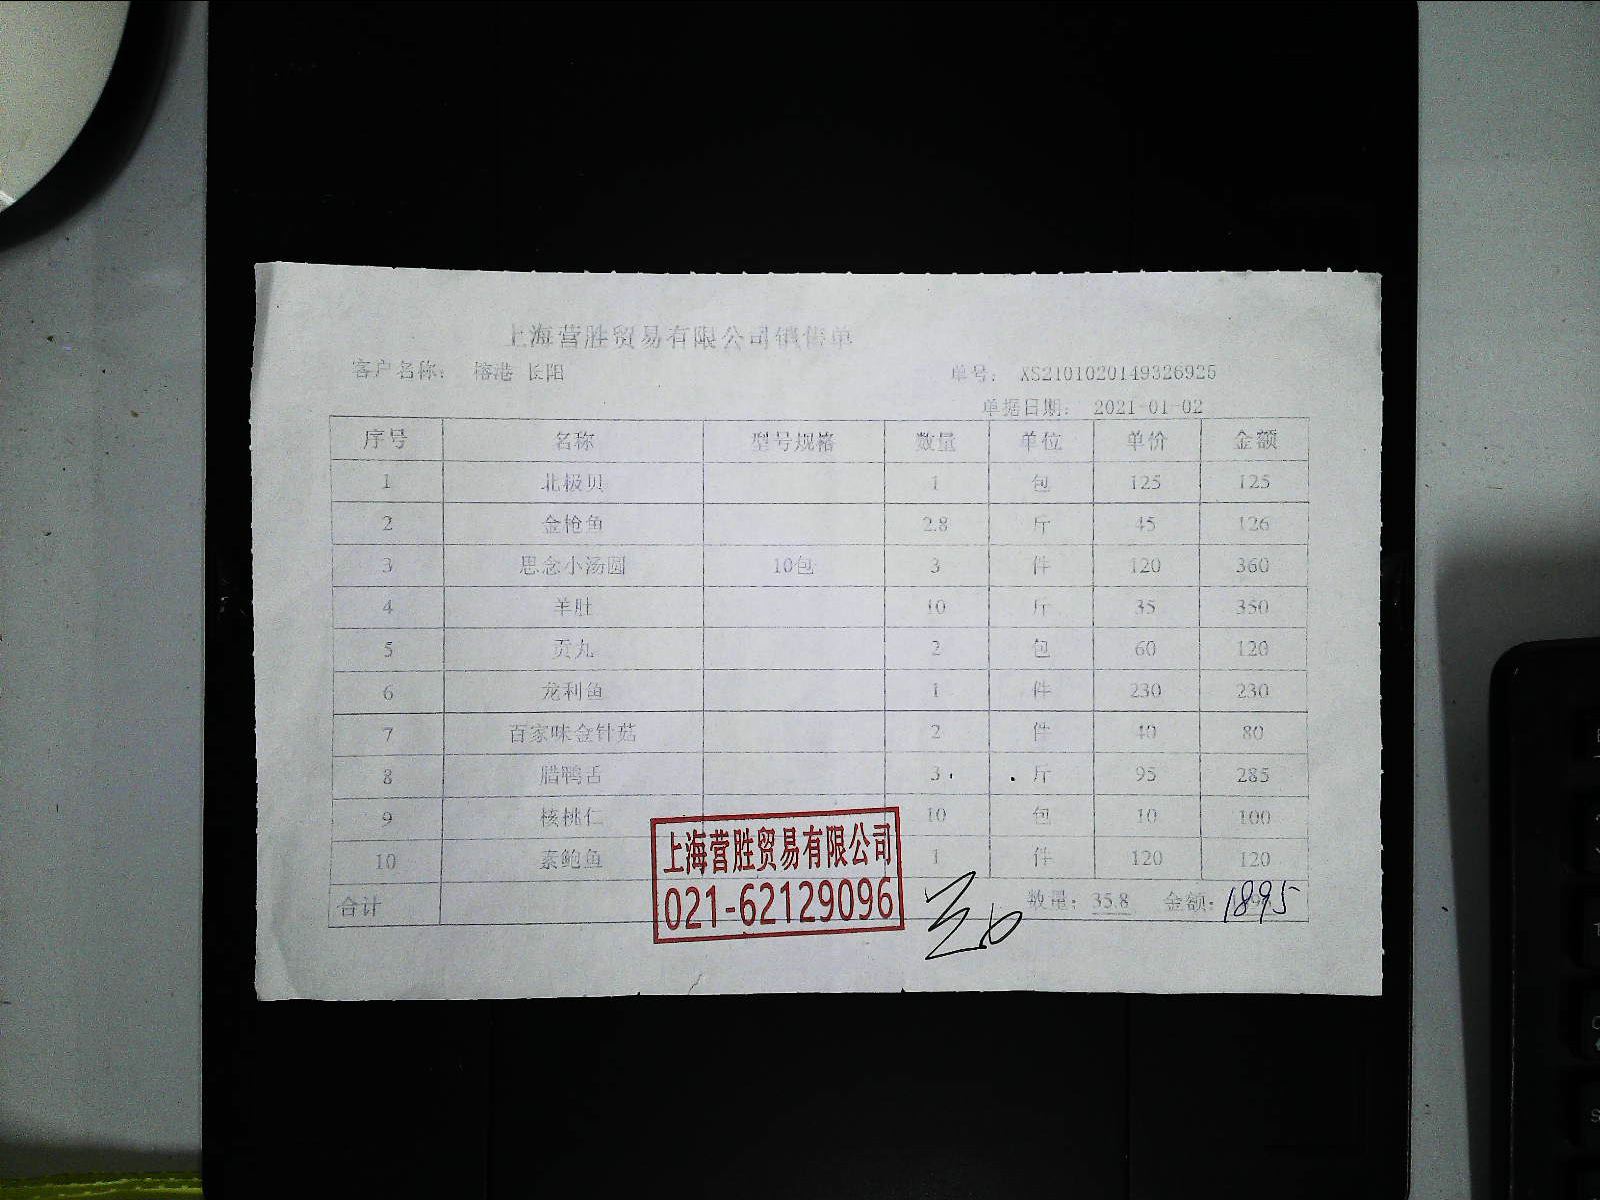 上海营胜贸易有限公司销售单
客户名称： 榕港 长阳 单号： XS2101020149326925
单据日期： 2021-01-02
序号 名称 型号规格 数量 单位 单价 金额
1 北极贝 1 包 125 125
2 金枪鱼 2.8 斤 45 126
3 思念小汤圆 10包 3 件 120 360
4 羊肚 10 斤 35 350
5 贡丸 2 包 60 120
6 龙利鱼 1 件 230 230
7 百家味金针菇 2 件 40 80
8 腊鸭舌 3 斤 95 285
9 核桃仁 10 包 10 100
10 素鲍鱼 1 件 120 120
合计 数量：35.8 金额：1895
上海营胜贸易有限公司
021-62129096